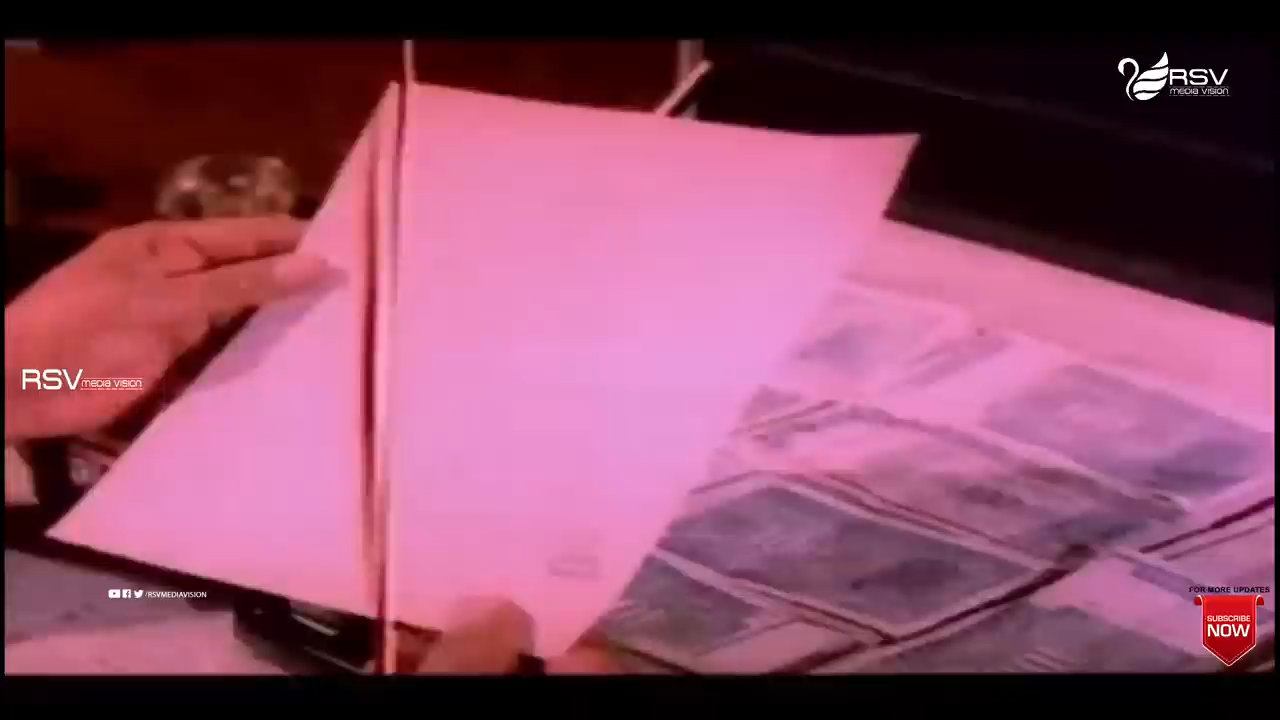 RSV
media vision
RSV media vision
/RSVMEDIAVISION
FOR MORE UPDATES
SUBSCRIBE
NOW